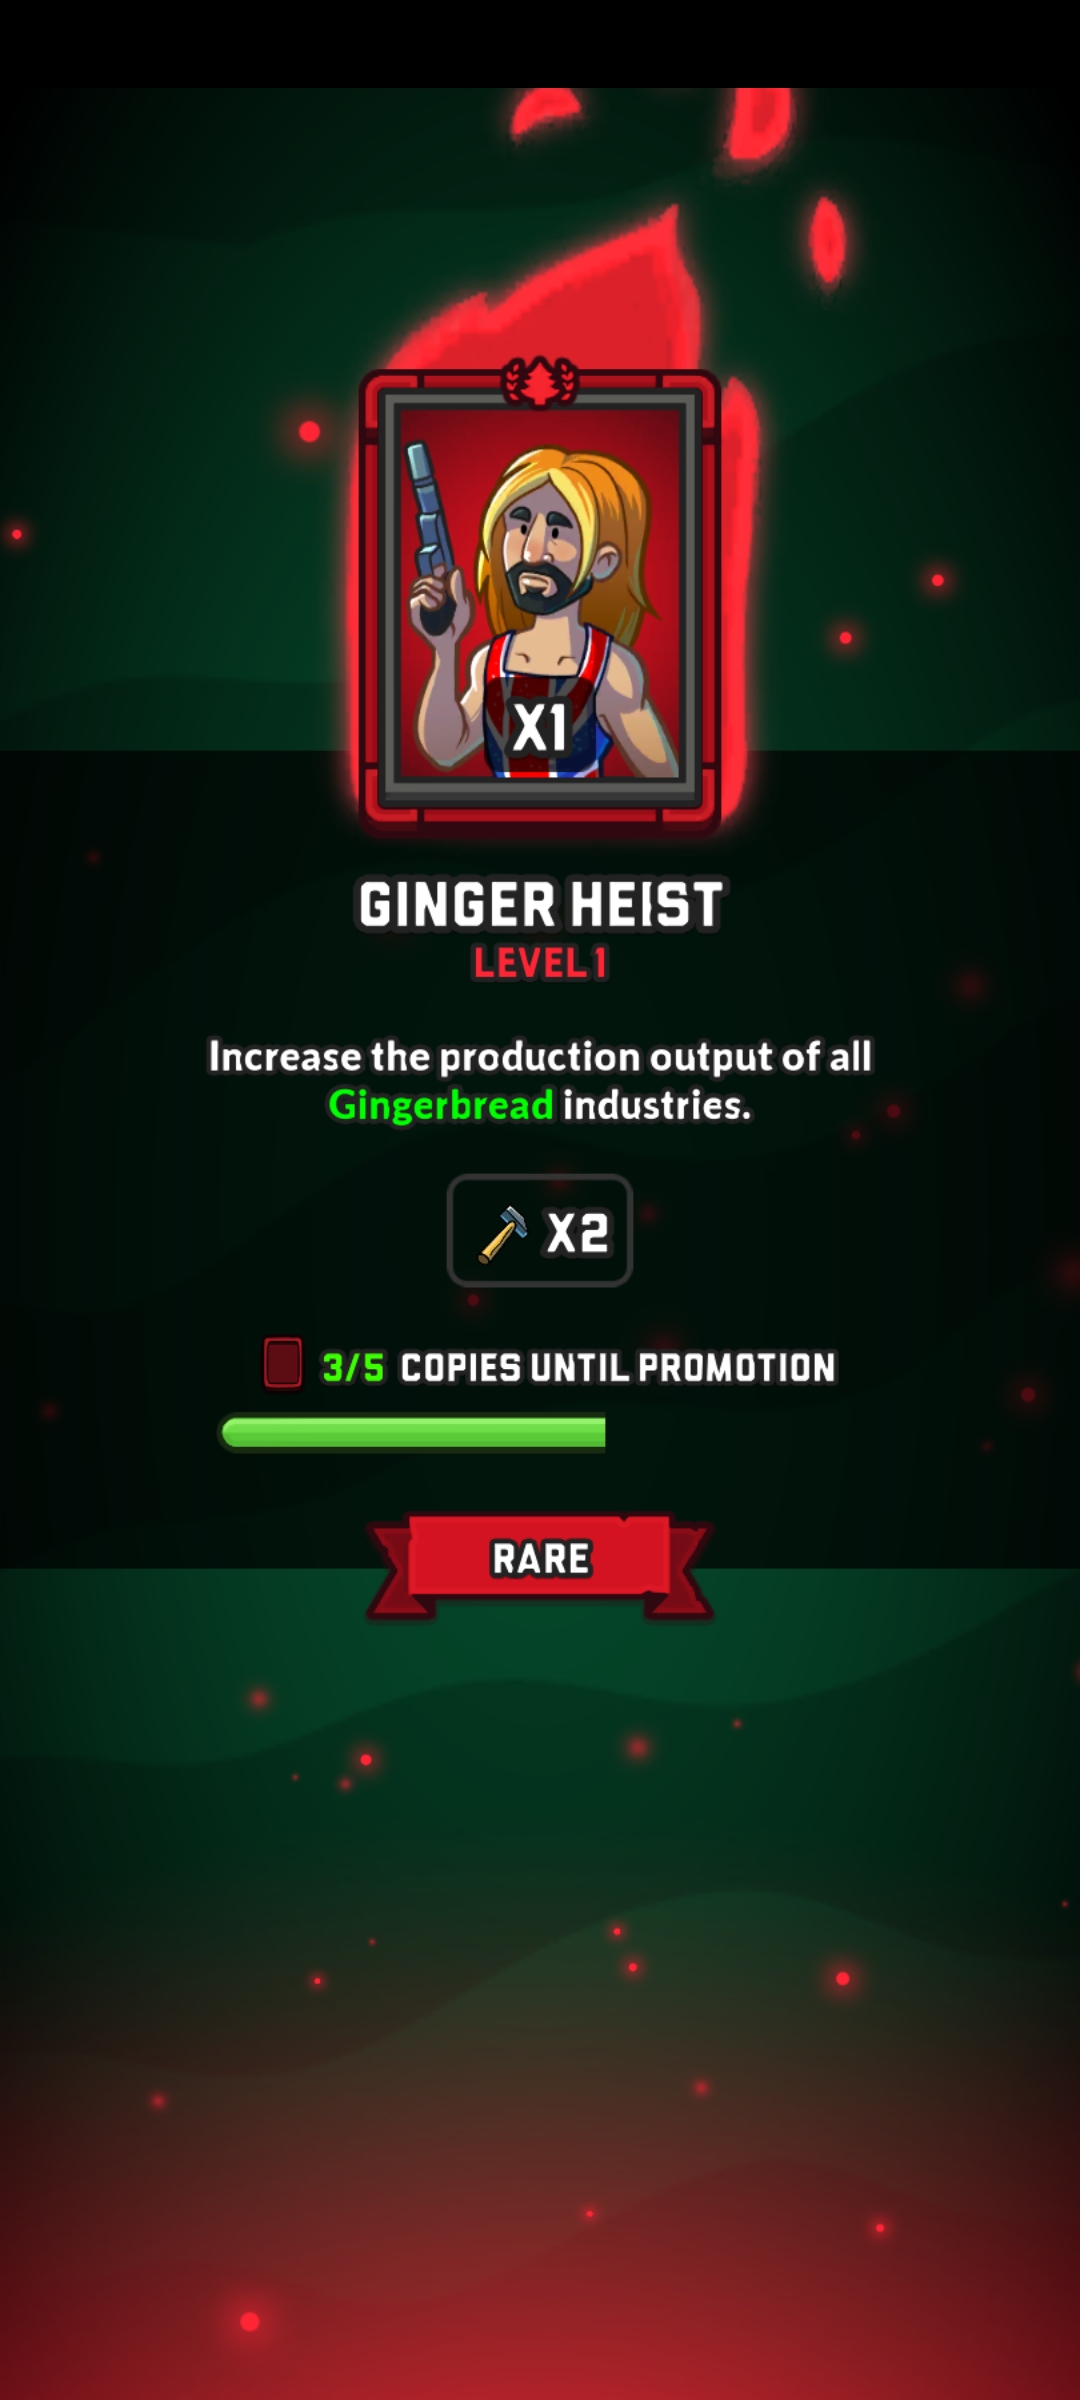 X1
GINGER HEIST
LEVEL 1
Increase the production output of all
Gingerbread industries.
X2
3/5 COPIES UNTIL PROMOTION
RARE